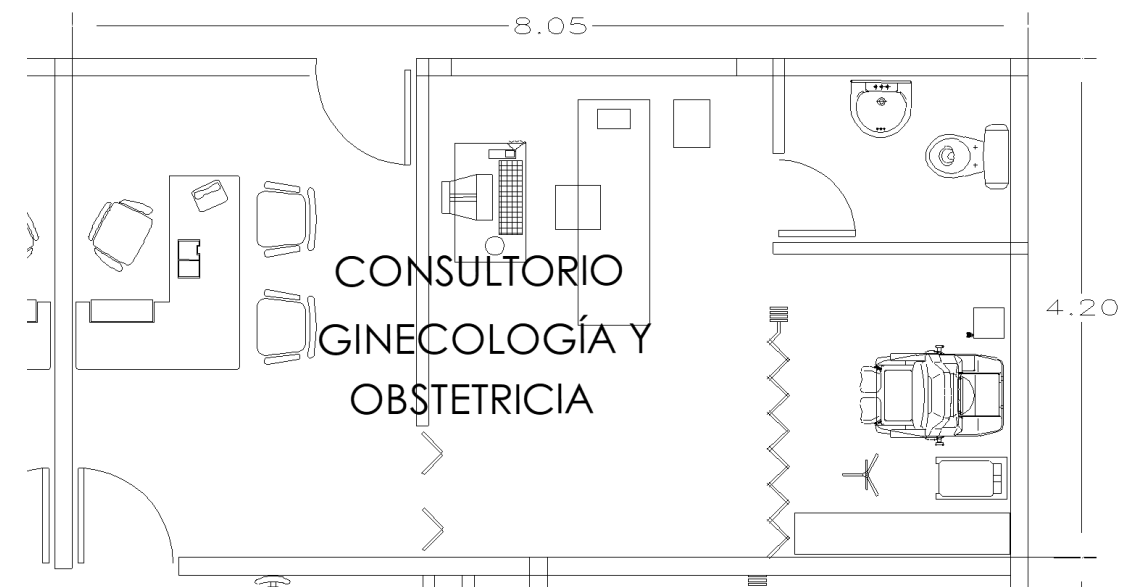 8.05
CONSULTORIO
GINECOLOGÍA Y
OBSTETRICIA
4.20